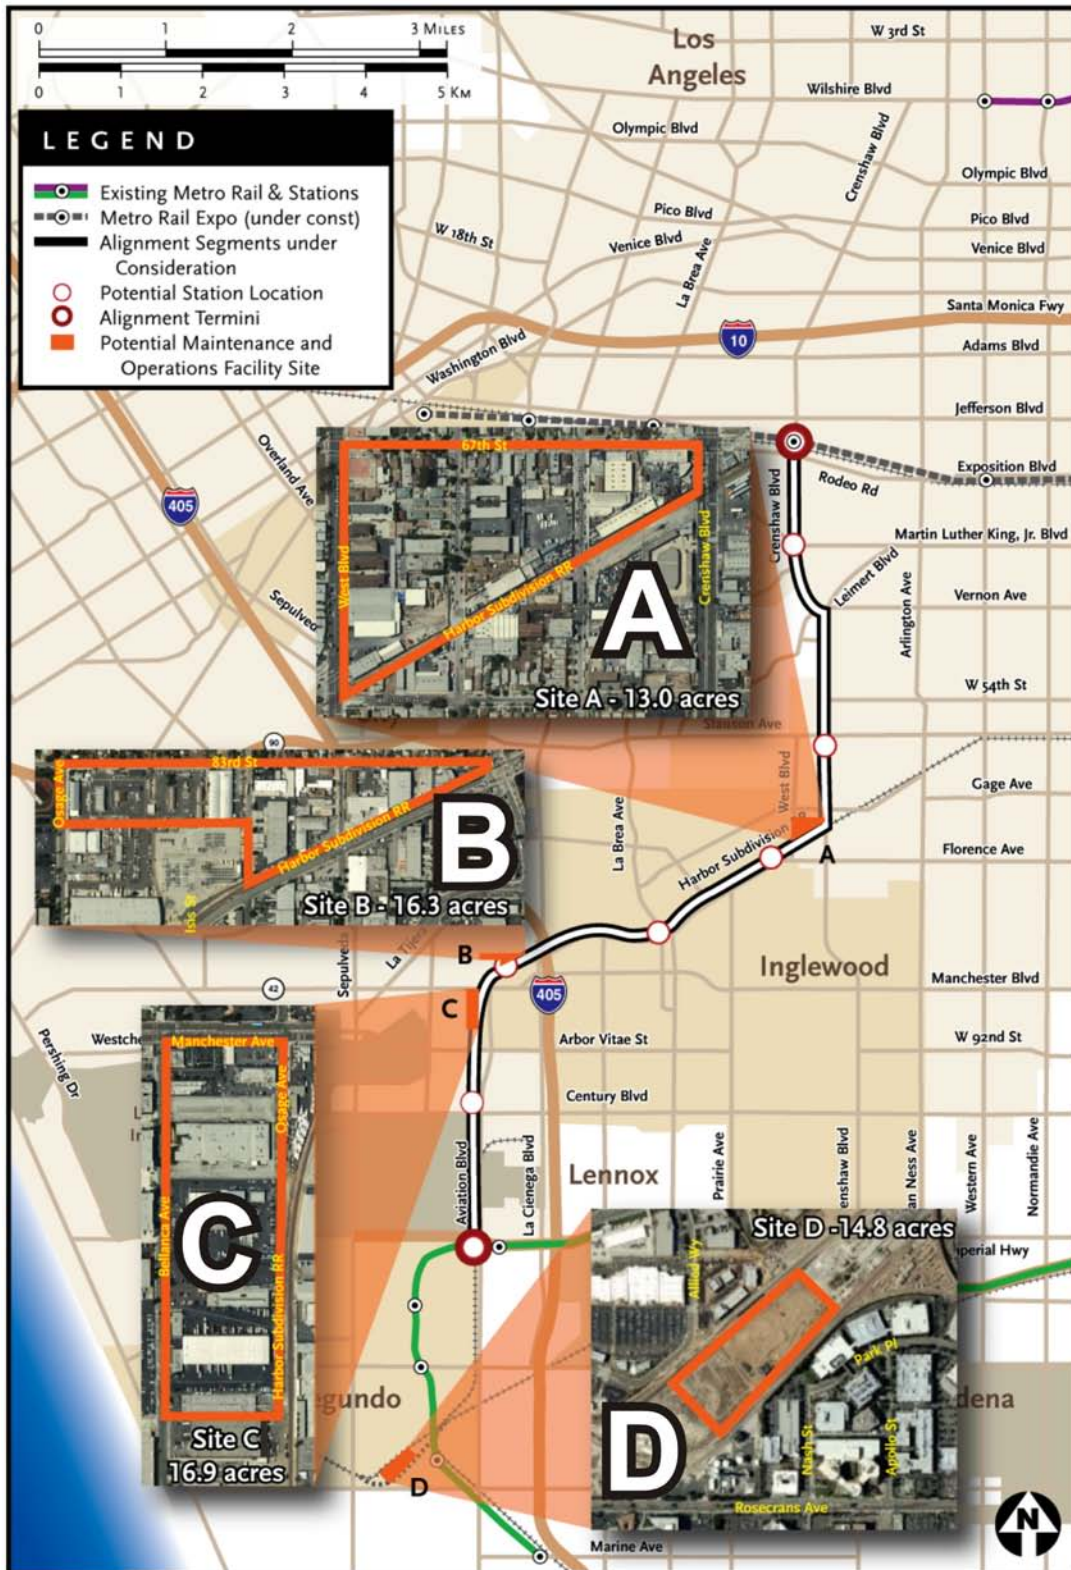 0 1 2 3 MILES
0 1 2 3 4 5 KM
LEGEND
Existing Metro Rail & Stations
Metro Rail Expo (under const)
Alignment Segments under
Consideration
Potential Station Location
Alignment Termini
Potential Maintenance and
Operations Facility Site
Los
Angeles
W 3rd St
Wilshire Blvd
Olympic Blvd
Crenshaw Blvd
Olympic Blvd
Pico Blvd
Pico Blvd
W 18th St
Venice Blvd
Venice Blvd
La Brea Ave
Santa Monica Fwy
10
Adams Blvd
Washington Blvd
Jefferson Blvd
Overland Ave
Exposition Blvd
Rodeo Rd
405
Crenshaw Blvd
Martin Luther King, Jr. Blvd
Leimert Blvd
Arlington Ave
Vernon Ave
W 54th St
67th St
West Blvd
Harbor Subdivision RR
Crenshaw Blvd
A
Site A - 13.0 acres
Slauson Ave
90
West Blvd
Gage Ave
La Brea Ave
Harbor Subdivision
A
Florence Ave
83rd St
Osage Ave
Harbor Subdivision RR
B
Isis St
Site B - 16.3 acres
Sepulveda
La Tijera
B
Inglewood
Manchester Blvd
42
C
405
Pershing Dr
Arbor Vitae St
W 92nd St
Century Blvd
Manchester Ave
Osage Ave
Bellanca Ave
C
Harbor Subdivision RR
Site C
16.9 acres
Aviation Blvd
La Cienega Blvd
Lennox
Prairie Ave
Western Ave
Normandie Ave
Site D -14.8 acres
Allied Wy
Park Pl
Nash St
Apollo St
D
Rosecrans Ave
egundo
dena
D
Marine Ave
N